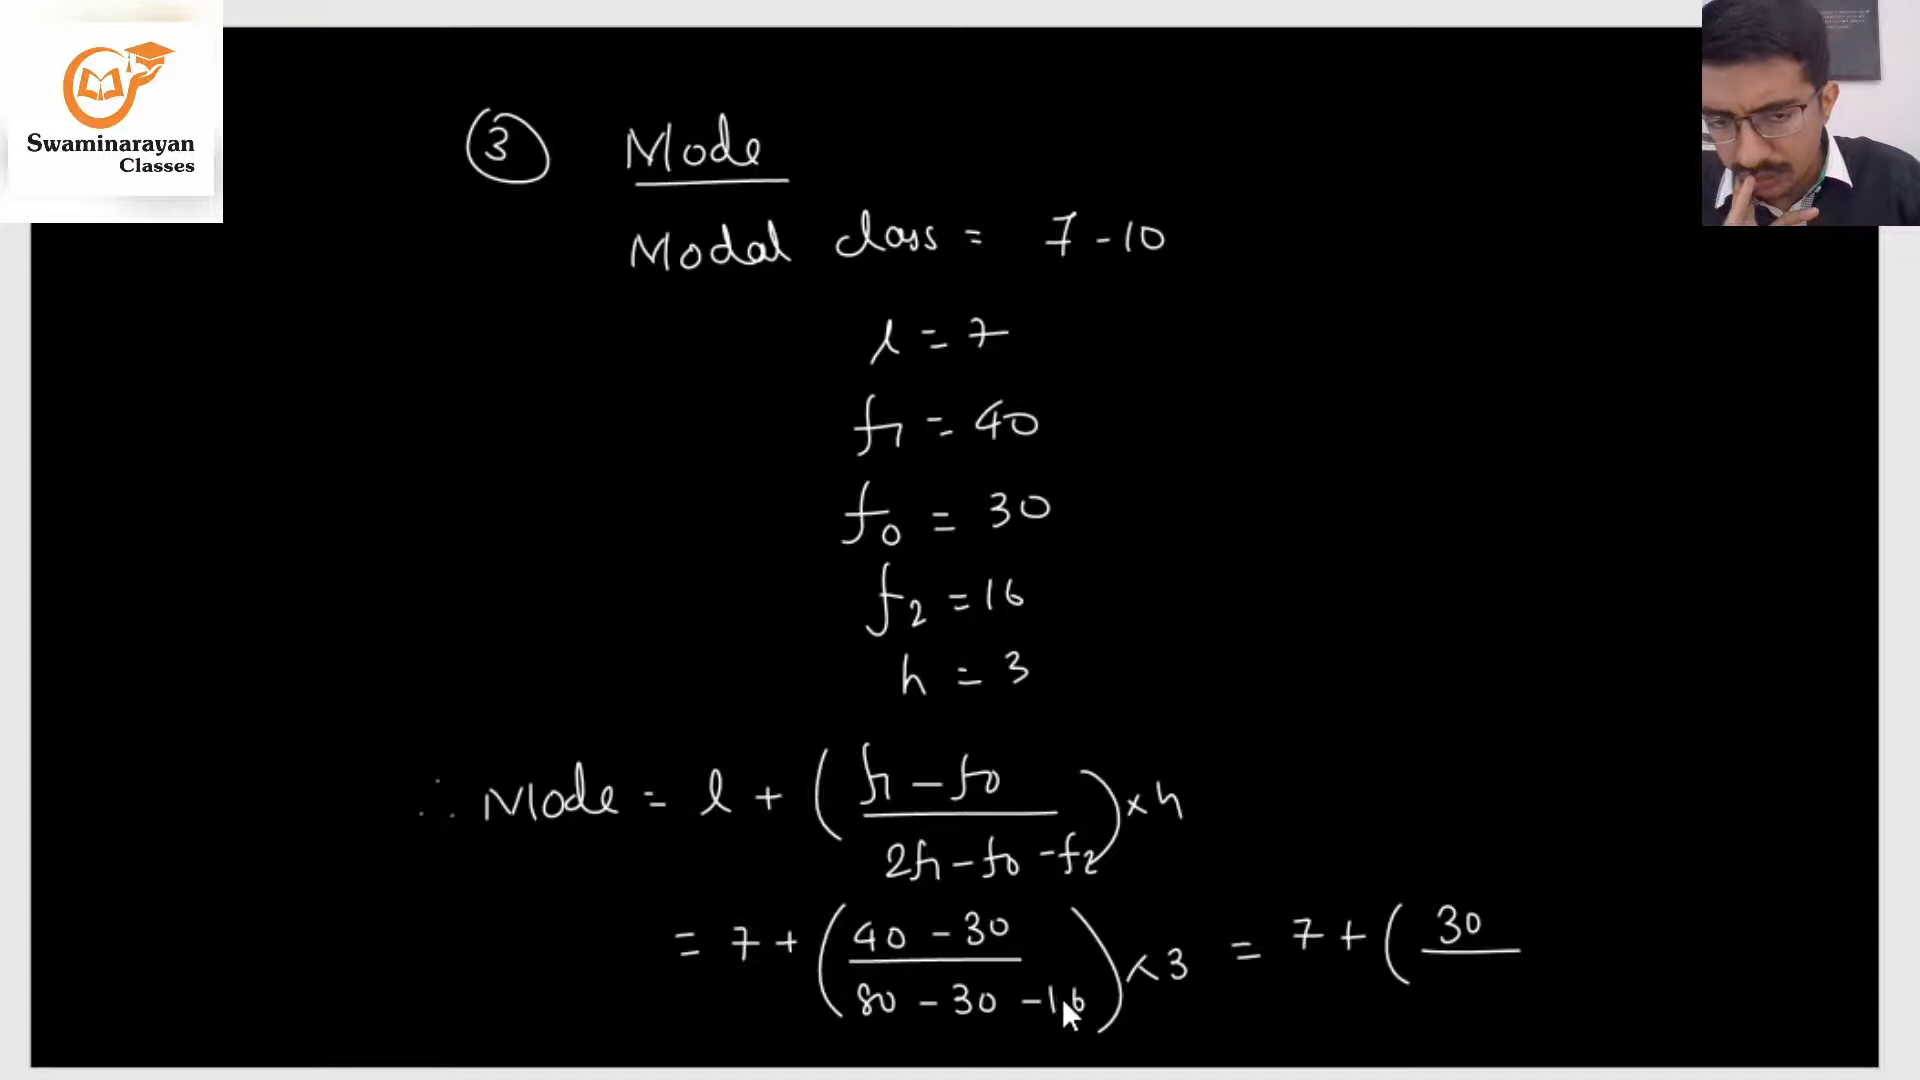 Swaminarayan
Classes
3 Mode
Modal class = 7-10
l = 7
f1 = 40
f0 = 30
f2 = 16
h = 3
∴ Mode = l + ( f1 - f0 / 2f1 - f0 - f2 ) × h
= 7 + ( 40 - 30 / 80 - 30 - 16 ) × 3 = 7 + ( 30 /